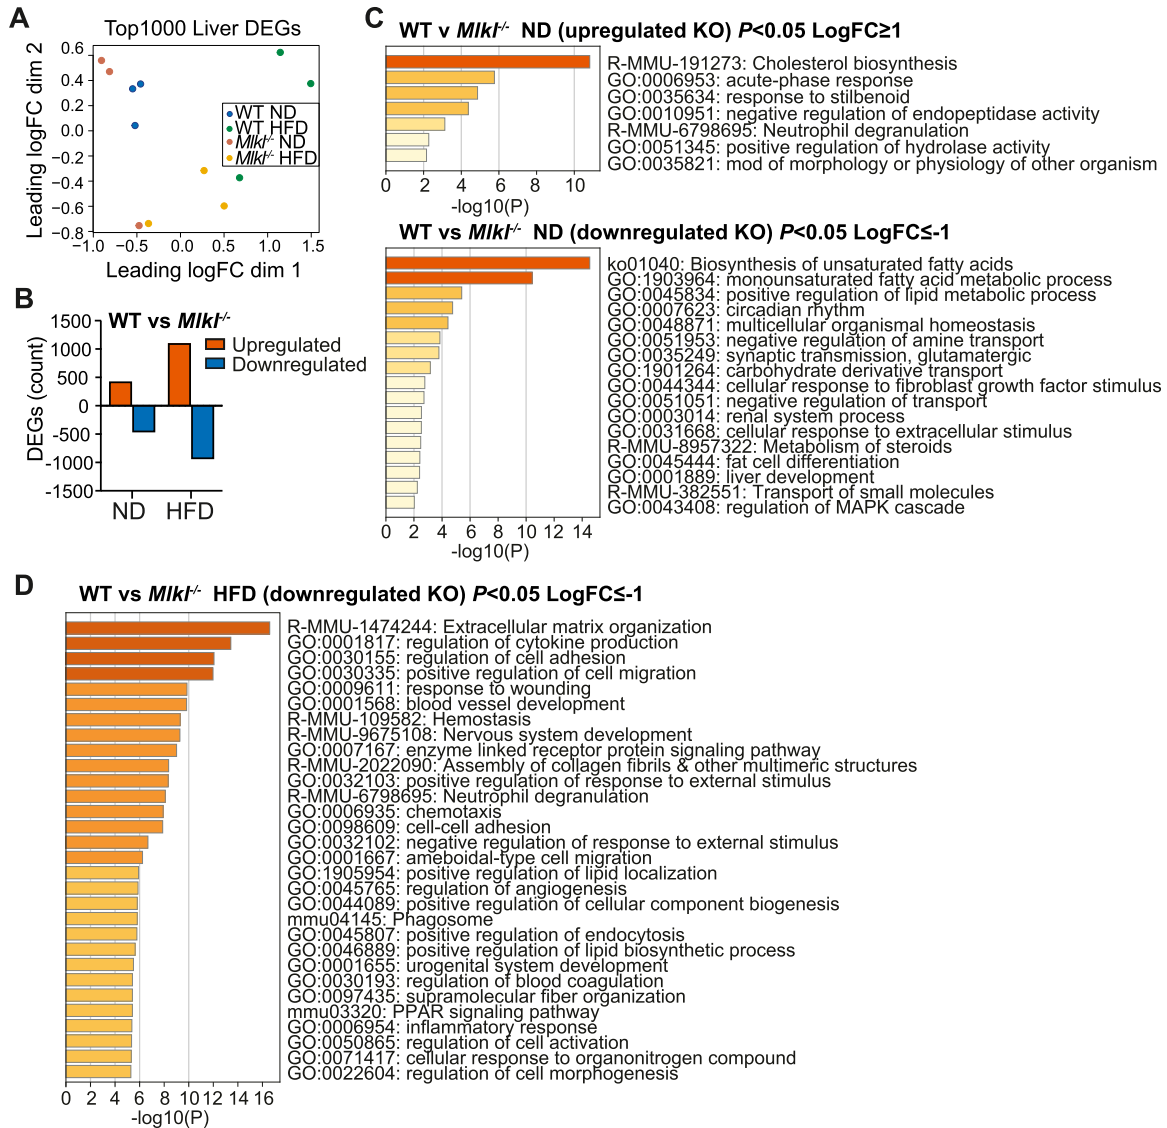 A
Top1000 Liver DEGs
Leading logFC dim 2
0.6
0.4
0.2
0.0
−0.2
−0.4
−0.6
−0.8
WT ND
WT HFD
Mlkl-/- ND
Mlkl-/- HFD
−1.0
−0.5
0.0
0.5
1.0
1.5
Leading logFC dim 1
B
WT vs Mlkl-/-
DEGs (count)
1500
1000
500
0
-500
-1000
-1500
Upregulated
Downregulated
ND
HFD
C
WT v Mlkl-/- ND (upregulated KO) P<0.05 LogFC≥1
R-MMU-191273: Cholesterol biosynthesis
GO:0006953: acute-phase response
GO:0035634: response to stilbenoid
GO:0010951: negative regulation of endopeptidase activity
R-MMU-6798695: Neutrophil degranulation
GO:0051345: positive regulation of hydrolase activity
GO:0035821: mod of morphology or physiology of other organism
0 2 4 6 8 10
-log10(P)
WT vs Mlkl-/- ND (downregulated KO) P<0.05 LogFC≤-1
ko01040: Biosynthesis of unsaturated fatty acids
GO:1903964: monounsaturated fatty acid metabolic process
GO:0045834: positive regulation of lipid metabolic process
GO:0007623: circadian rhythm
GO:0048871: multicellular organismal homeostasis
GO:0051953: negative regulation of amine transport
GO:0035249: synaptic transmission, glutamatergic
GO:1901264: carbohydrate derivative transport
GO:0044344: cellular response to fibroblast growth factor stimulus
GO:0051051: negative regulation of transport
GO:0003014: renal system process
GO:0031668: cellular response to extracellular stimulus
R-MMU-8957322: Metabolism of steroids
GO:0045444: fat cell differentiation
GO:0001889: liver development
R-MMU-382551: Transport of small molecules
GO:0043408: regulation of MAPK cascade
0 2 4 6 8 10 12 14
-log10(P)
D
WT vs Mlkl-/- HFD (downregulated KO) P<0.05 LogFC≤-1
R-MMU-1474244: Extracellular matrix organization
GO:0001817: regulation of cytokine production
GO:0030155: regulation of cell adhesion
GO:0030335: positive regulation of cell migration
GO:0009611: response to wounding
GO:0001568: blood vessel development
R-MMU-109582: Hemostasis
R-MMU-9675108: Nervous system development
GO:0007167: enzyme linked receptor protein signaling pathway
R-MMU-2022090: Assembly of collagen fibrils & other multimeric structures
GO:0032103: positive regulation of response to external stimulus
R-MMU-6798695: Neutrophil degranulation
GO:0006935: chemotaxis
GO:0098609: cell-cell adhesion
GO:0032102: negative regulation of response to external stimulus
GO:0001667: ameboidal-type cell migration
GO:1905954: positive regulation of lipid localization
GO:0045765: regulation of angiogenesis
GO:0044089: positive regulation of cellular component biogenesis
mmu04145: Phagosome
GO:0045807: positive regulation of endocytosis
GO:0046889: positive regulation of lipid biosynthetic process
GO:0001655: urogenital system development
GO:0030193: regulation of blood coagulation
GO:0097435: supramolecular fiber organization
mmu03320: PPAR signaling pathway
GO:0006954: inflammatory response
GO:0050865: regulation of cell activation
GO:0071417: cellular response to organonitrogen compound
GO:0022604: regulation of cell morphogenesis
0 2 4 6 8 10 12 14 16
-log10(P)